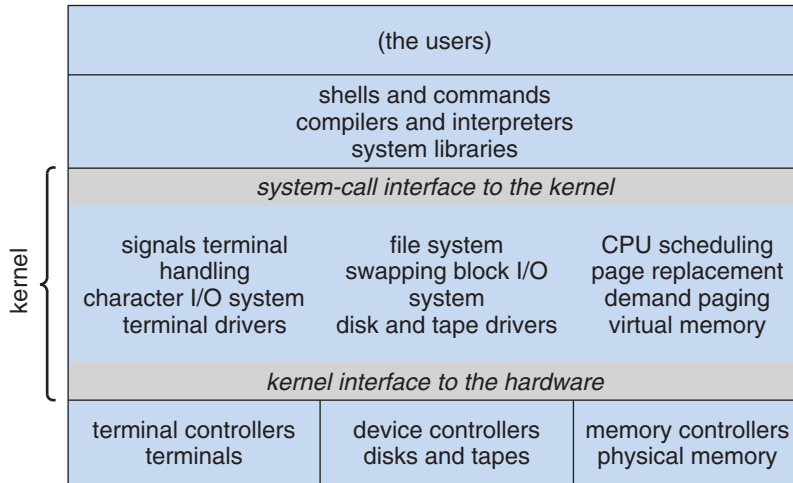 (the users)
shells and commands
compilers and interpreters
system libraries
kernel
system-call interface to the kernel
signals terminal
handling
character I/O system
terminal drivers
file system
swapping block I/O
system
disk and tape drivers
CPU scheduling
page replacement
demand paging
virtual memory
kernel interface to the hardware
terminal controllers
terminals
device controllers
disks and tapes
memory controllers
physical memory